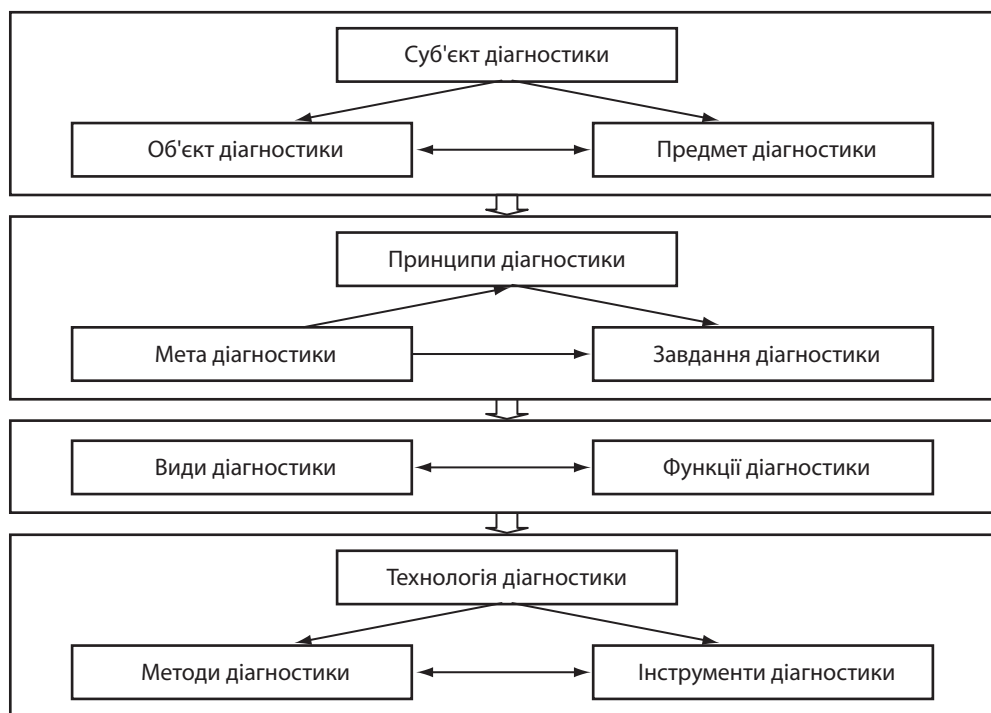 Суб'єкт діагностики
Об'єкт діагностики
Предмет діагностики
Принципи діагностики
Мета діагностики
Завдання діагностики
Види діагностики
Функції діагностики
Технологія діагностики
Методи діагностики
Інструменти діагностики